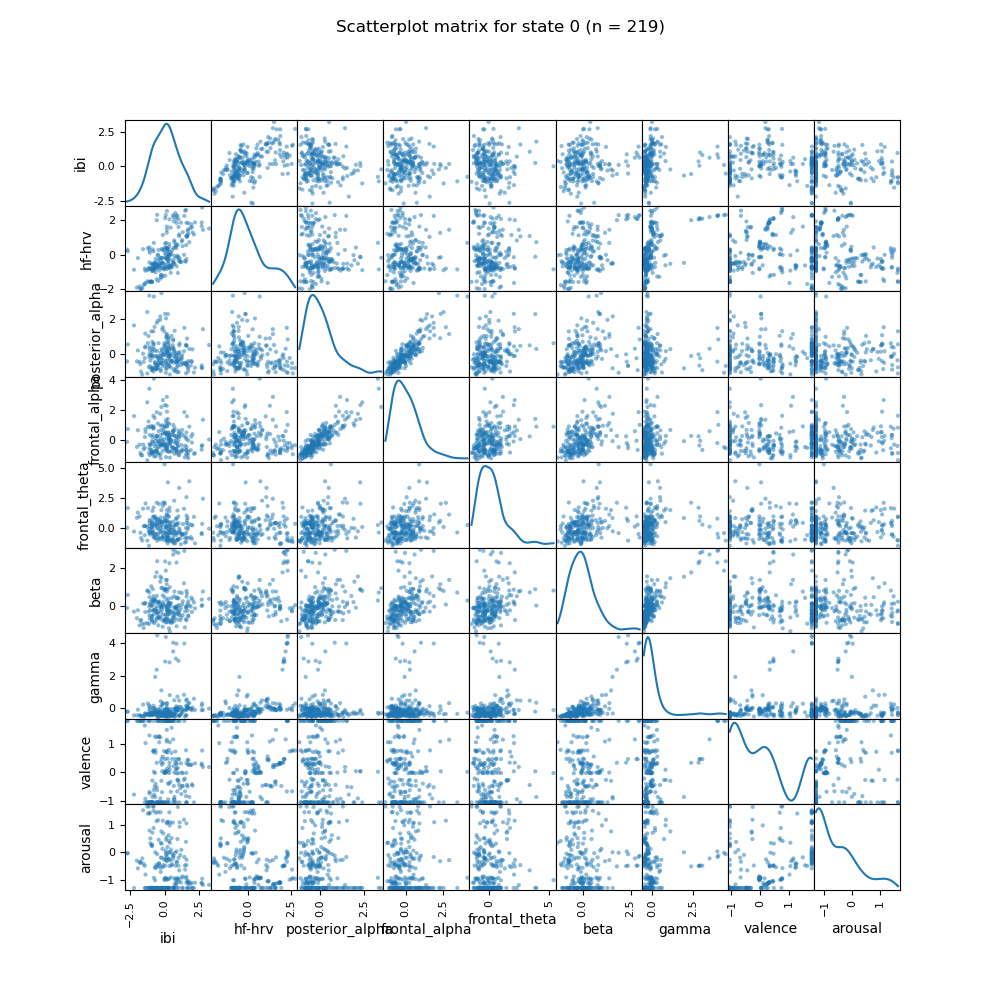 Scatterplot matrix for state 0 (n = 219)
ibi
2.5
0.0
−2.5
hf-hrv
2
0
−2
posterior_alpha
2
0
frontal_alpha
4
2
0
frontal_theta
5.0
2.5
0.0
beta
2
0
gamma
4
2
0
valence
1
0
−1
arousal
1
0
−1
−2.5 0.0 2.5 0.0 2.5 0.0 2.5 0.0 2.5 0 5 0.0 2.5 0.0 2.5 −1 0 1 −1 0 1
ibi hf-hrv posterior_alpha frontal_alpha frontal_theta beta gamma valence arousal